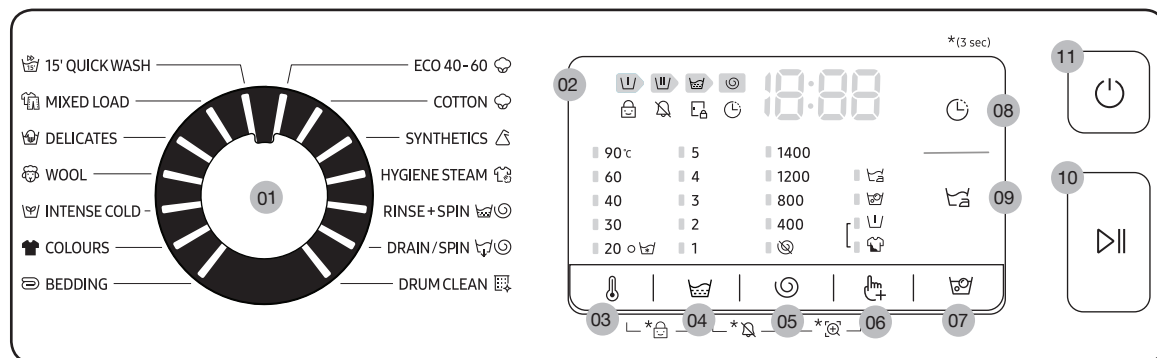 *(3 sec)
15' QUICK WASH
MIXED LOAD
DELICATES
WOOL
INTENSE COLD
COLOURS
BEDDING
01
ECO 40-60
COTTON
SYNTHETICS
HYGIENE STEAM
RINSE+SPIN
DRAIN/SPIN
DRUM CLEAN
02
18:88
90℃ 5 1400
60 4 1200
40 3 800
30 2 400
20 1
08
09
11
10
03 04 05 06 07
* * *